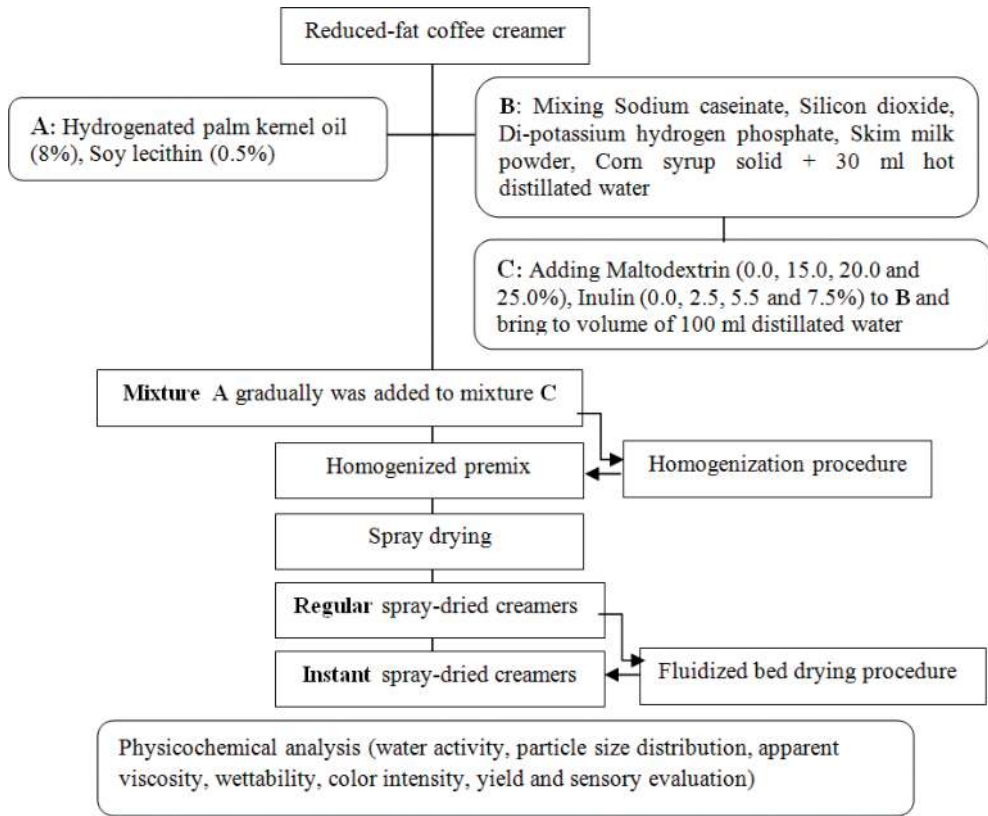 Reduced-fat coffee creamer
A: Hydrogenated palm kernel oil
(8%), Soy lecithin (0.5%)
B: Mixing Sodium caseinate, Silicon dioxide,
Di-potassium hydrogen phosphate, Skim milk
powder, Corn syrup solid + 30 ml hot
distillated water
C: Adding Maltodextrin (0.0, 15.0, 20.0 and
25.0%), Inulin (0.0, 2.5, 5.5 and 7.5%) to B and
bring to volume of 100 ml distillated water
Mixture A gradually was added to mixture C
Homogenized premix
Homogenization procedure
Spray drying
Regular spray-dried creamers
Instant spray-dried creamers
Fluidized bed drying procedure
Physicochemical analysis (water activity, particle size distribution, apparent
viscosity, wettability, color intensity, yield and sensory evaluation)